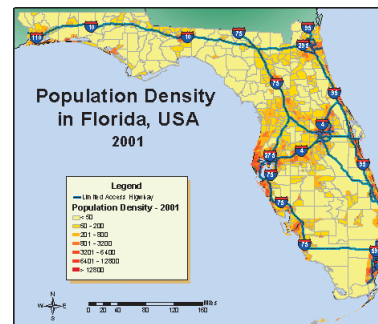 10
95
110
10
75
295
Population Density
in Florida, USA
2001
75
95
4
4
275
75
95
75
75
Legend
Limited Access Highway
Population Density - 2001
< 50
50 - 200
201 - 800
801 - 3200
3201 - 6400
6401 - 12800
> 12800
N
W
E
S
0
40
80
160
Miles